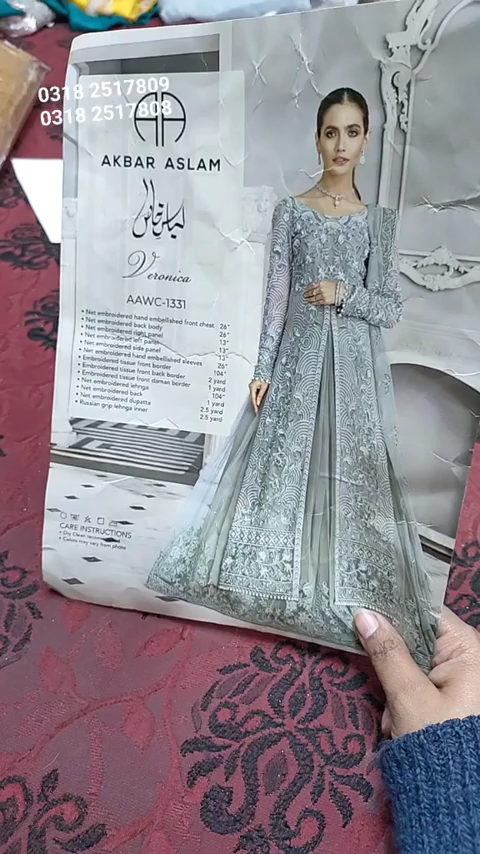 0318 2517809
0318 2517808
AKBAR ASLAM
لباس خاص
Veronica
AAWC-1331
• Net embroidered hand embellished front chest 26"
• Net embroidered back body 26"
• Net embroidered right panel 13"
• Net embroidered left panel 13"
• Net embroidered side panel 13"
• Net embroidered hand embellished sleeves 26"
• Embroidered tissue front border 104"
• Embroidered tissue front back border 2 yard
• Embroidered tissue front daman border 1 yard
• Net embroidered lehnga 104"
• Net embroidered back 1 yard
• Net embroidered dupatta 2.5 yard
• Russian grip lehnga inner 2.5 yard
CARE INSTRUCTIONS
• Dry Clean recommended
• Colors may vary from photo